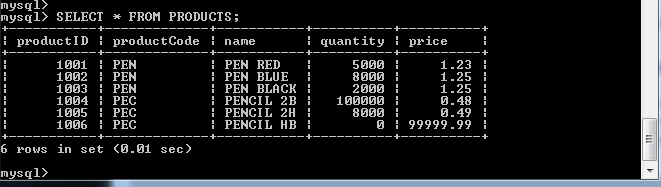 mysql>
mysql> SELECT * FROM PRODUCTS;
+-----------+-------------+-----------+----------+----------+
| productID | productCode | name      | quantity | price    |
+-----------+-------------+-----------+----------+----------+
|      1001 | PEN         | PEN RED   |     5000 |     1.23 |
|      1002 | PEN         | PEN BLUE  |     8000 |     1.25 |
|      1003 | PEN         | PEN BLACK |     2000 |     1.25 |
|      1004 | PEC         | PENCIL 2B |   100000 |     0.48 |
|      1005 | PEC         | PENCIL 2H |     8000 |     0.49 |
|      1006 | PEC         | PENCIL HB |        0 | 99999.99 |
+-----------+-------------+-----------+----------+----------+
6 rows in set (0.01 sec)
mysql>